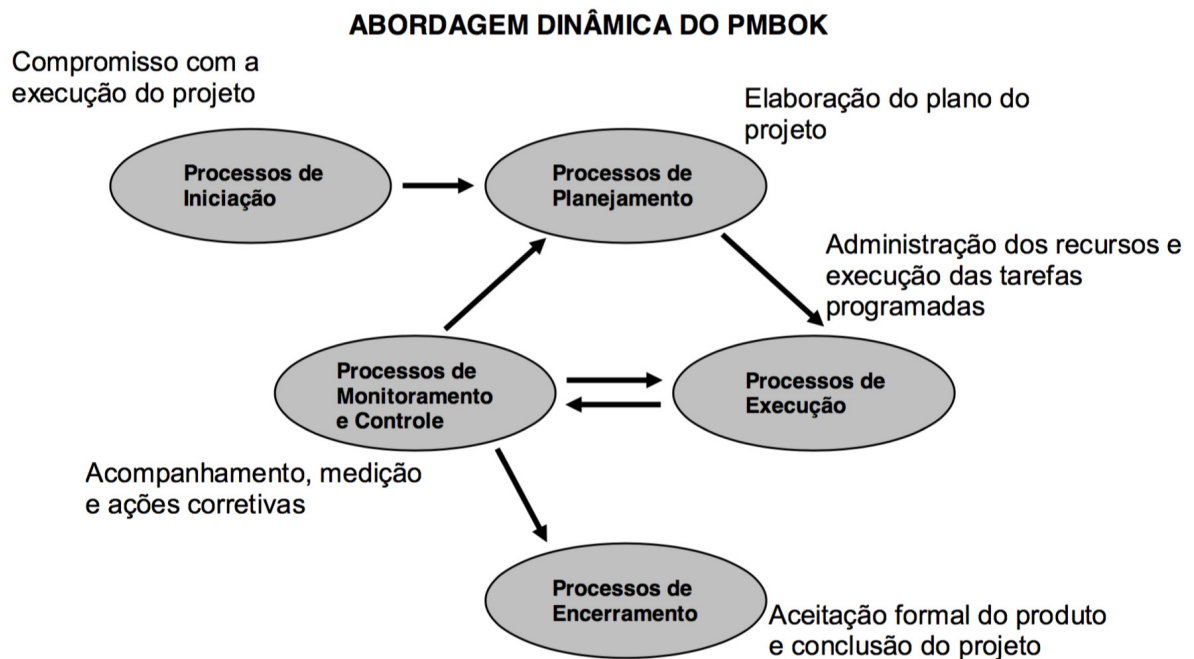 ABORDAGEM DINÂMICA DO PMBOK
Compromisso com a
execução do projeto
Elaboração do plano do
projeto
Processos de
Iniciação
Processos de
Planejamento
Administração dos recursos e
execução das tarefas
programadas
Processos de
Monitoramento
e Controle
Processos de
Execução
Acompanhamento, medição
e ações corretivas
Processos de
Encerramento
Aceitação formal do produto
e conclusão do projeto